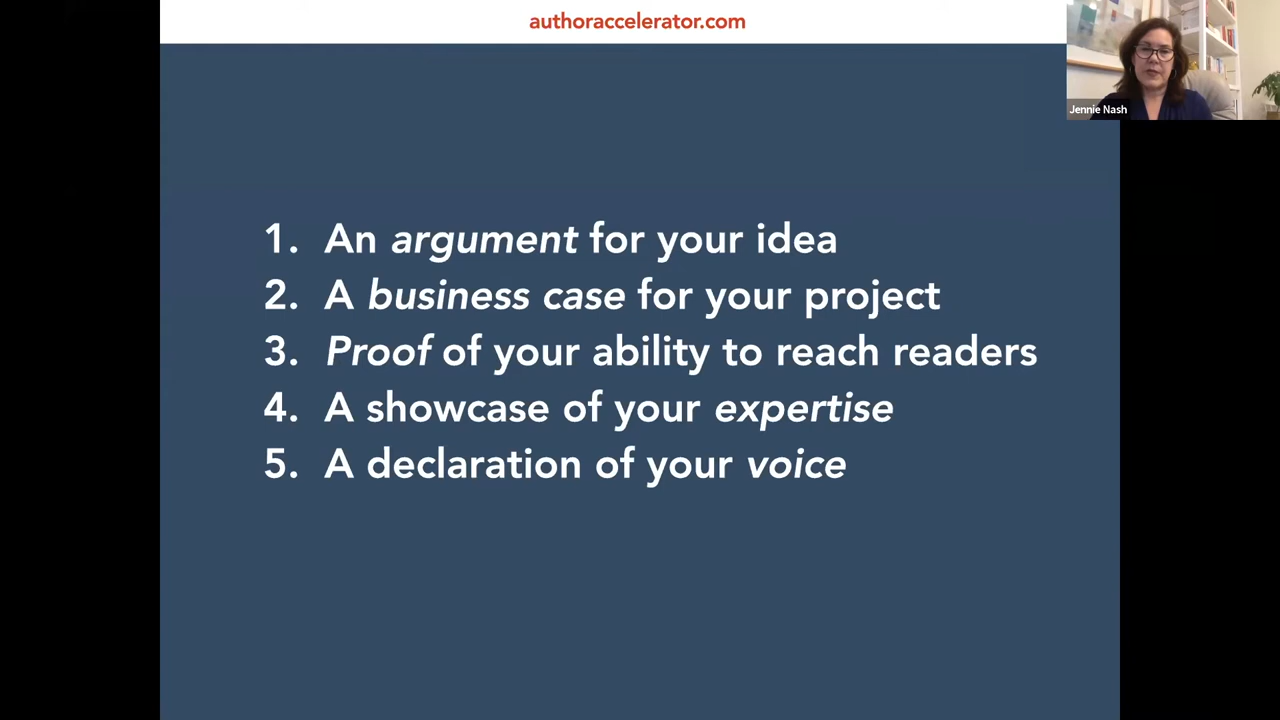 authoraccelerator.com
Jennie Nash
1. An argument for your idea
2. A business case for your project
3. Proof of your ability to reach readers
4. A showcase of your expertise
5. A declaration of your voice